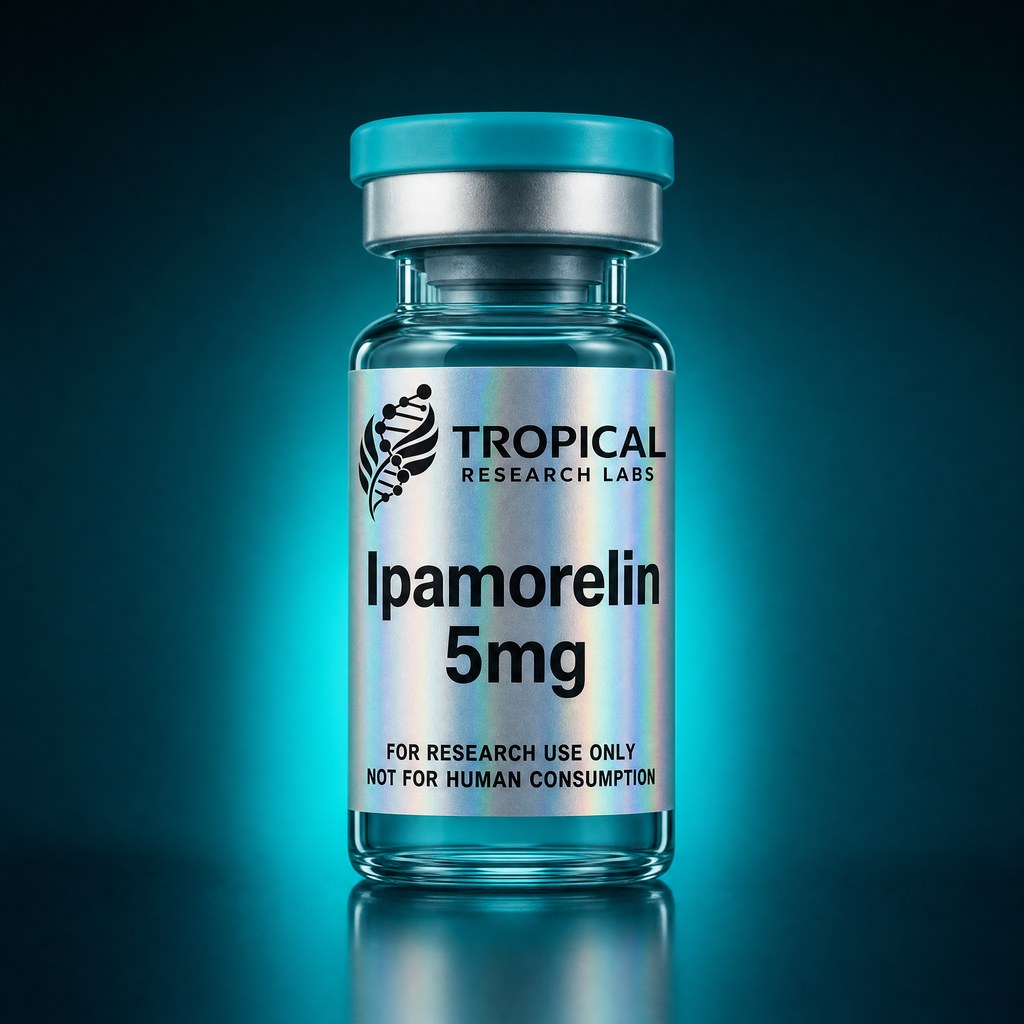 TROPICAL
RESEARCH LABS
Ipamorelin
5mg
FOR RESEARCH USE ONLY
NOT FOR HUMAN CONSUMPTION